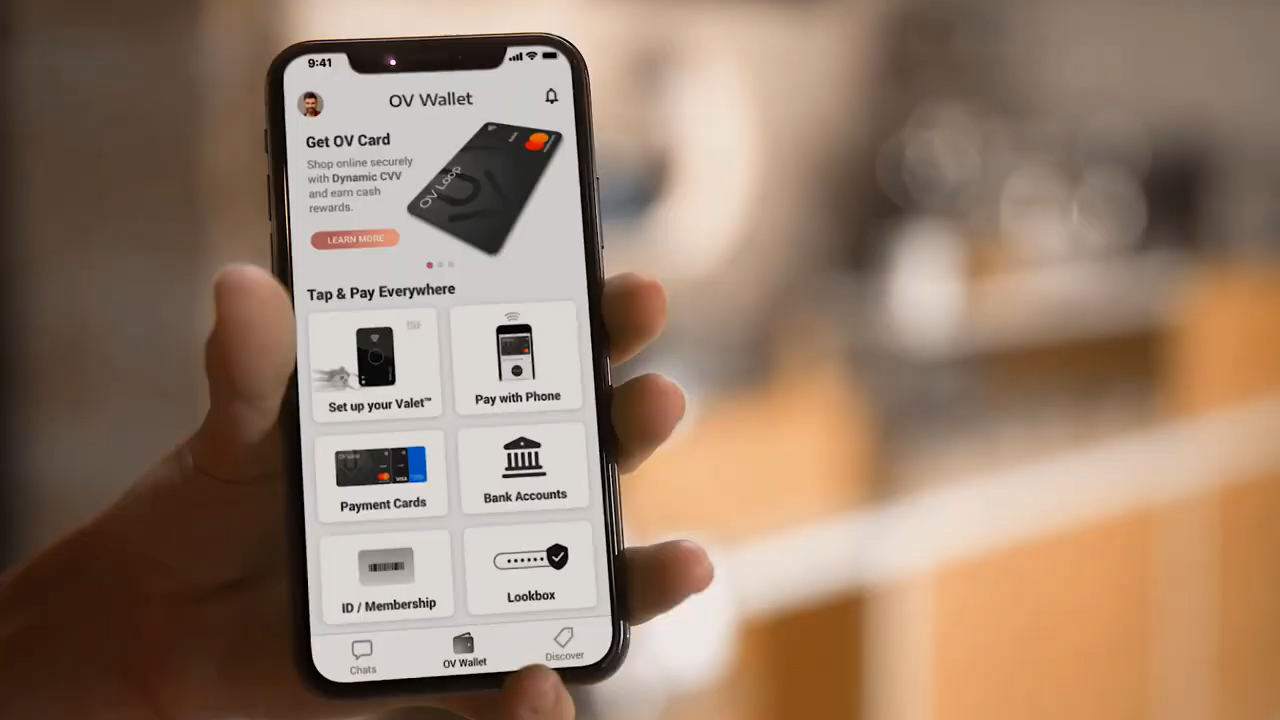 9:41
OV Wallet
Get OV Card
Shop online securely
with Dynamic CVV
and earn cash
rewards.
LEARN MORE
OV Loop
Tap & Pay Everywhere
Set up your Valet™
Pay with Phone
Payment Cards
VISA
Bank Accounts
ID / Membership
Lookbox
Chats
OV Wallet
Discover